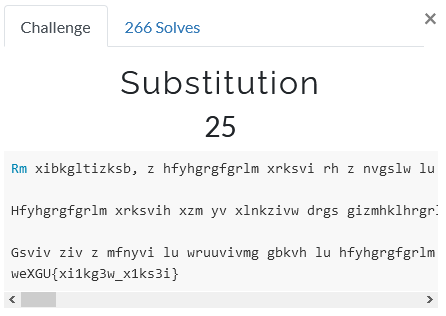 Challenge
266 Solves
×
Substitution
25
Rm xibkgltizksb, z hfyhgrgfgrlm xrksvi rh z nvgslw lu
Hfyhgrgfgrlm xrksvih xzm yv xlnkzivw drgs gizmhklhrgrl
Gsviv ziv z mfnyvi lu wruuvivmg gbkvh lu hfyhgrgfgrlm
weXGU{xi1kg3w_x1ks3i}